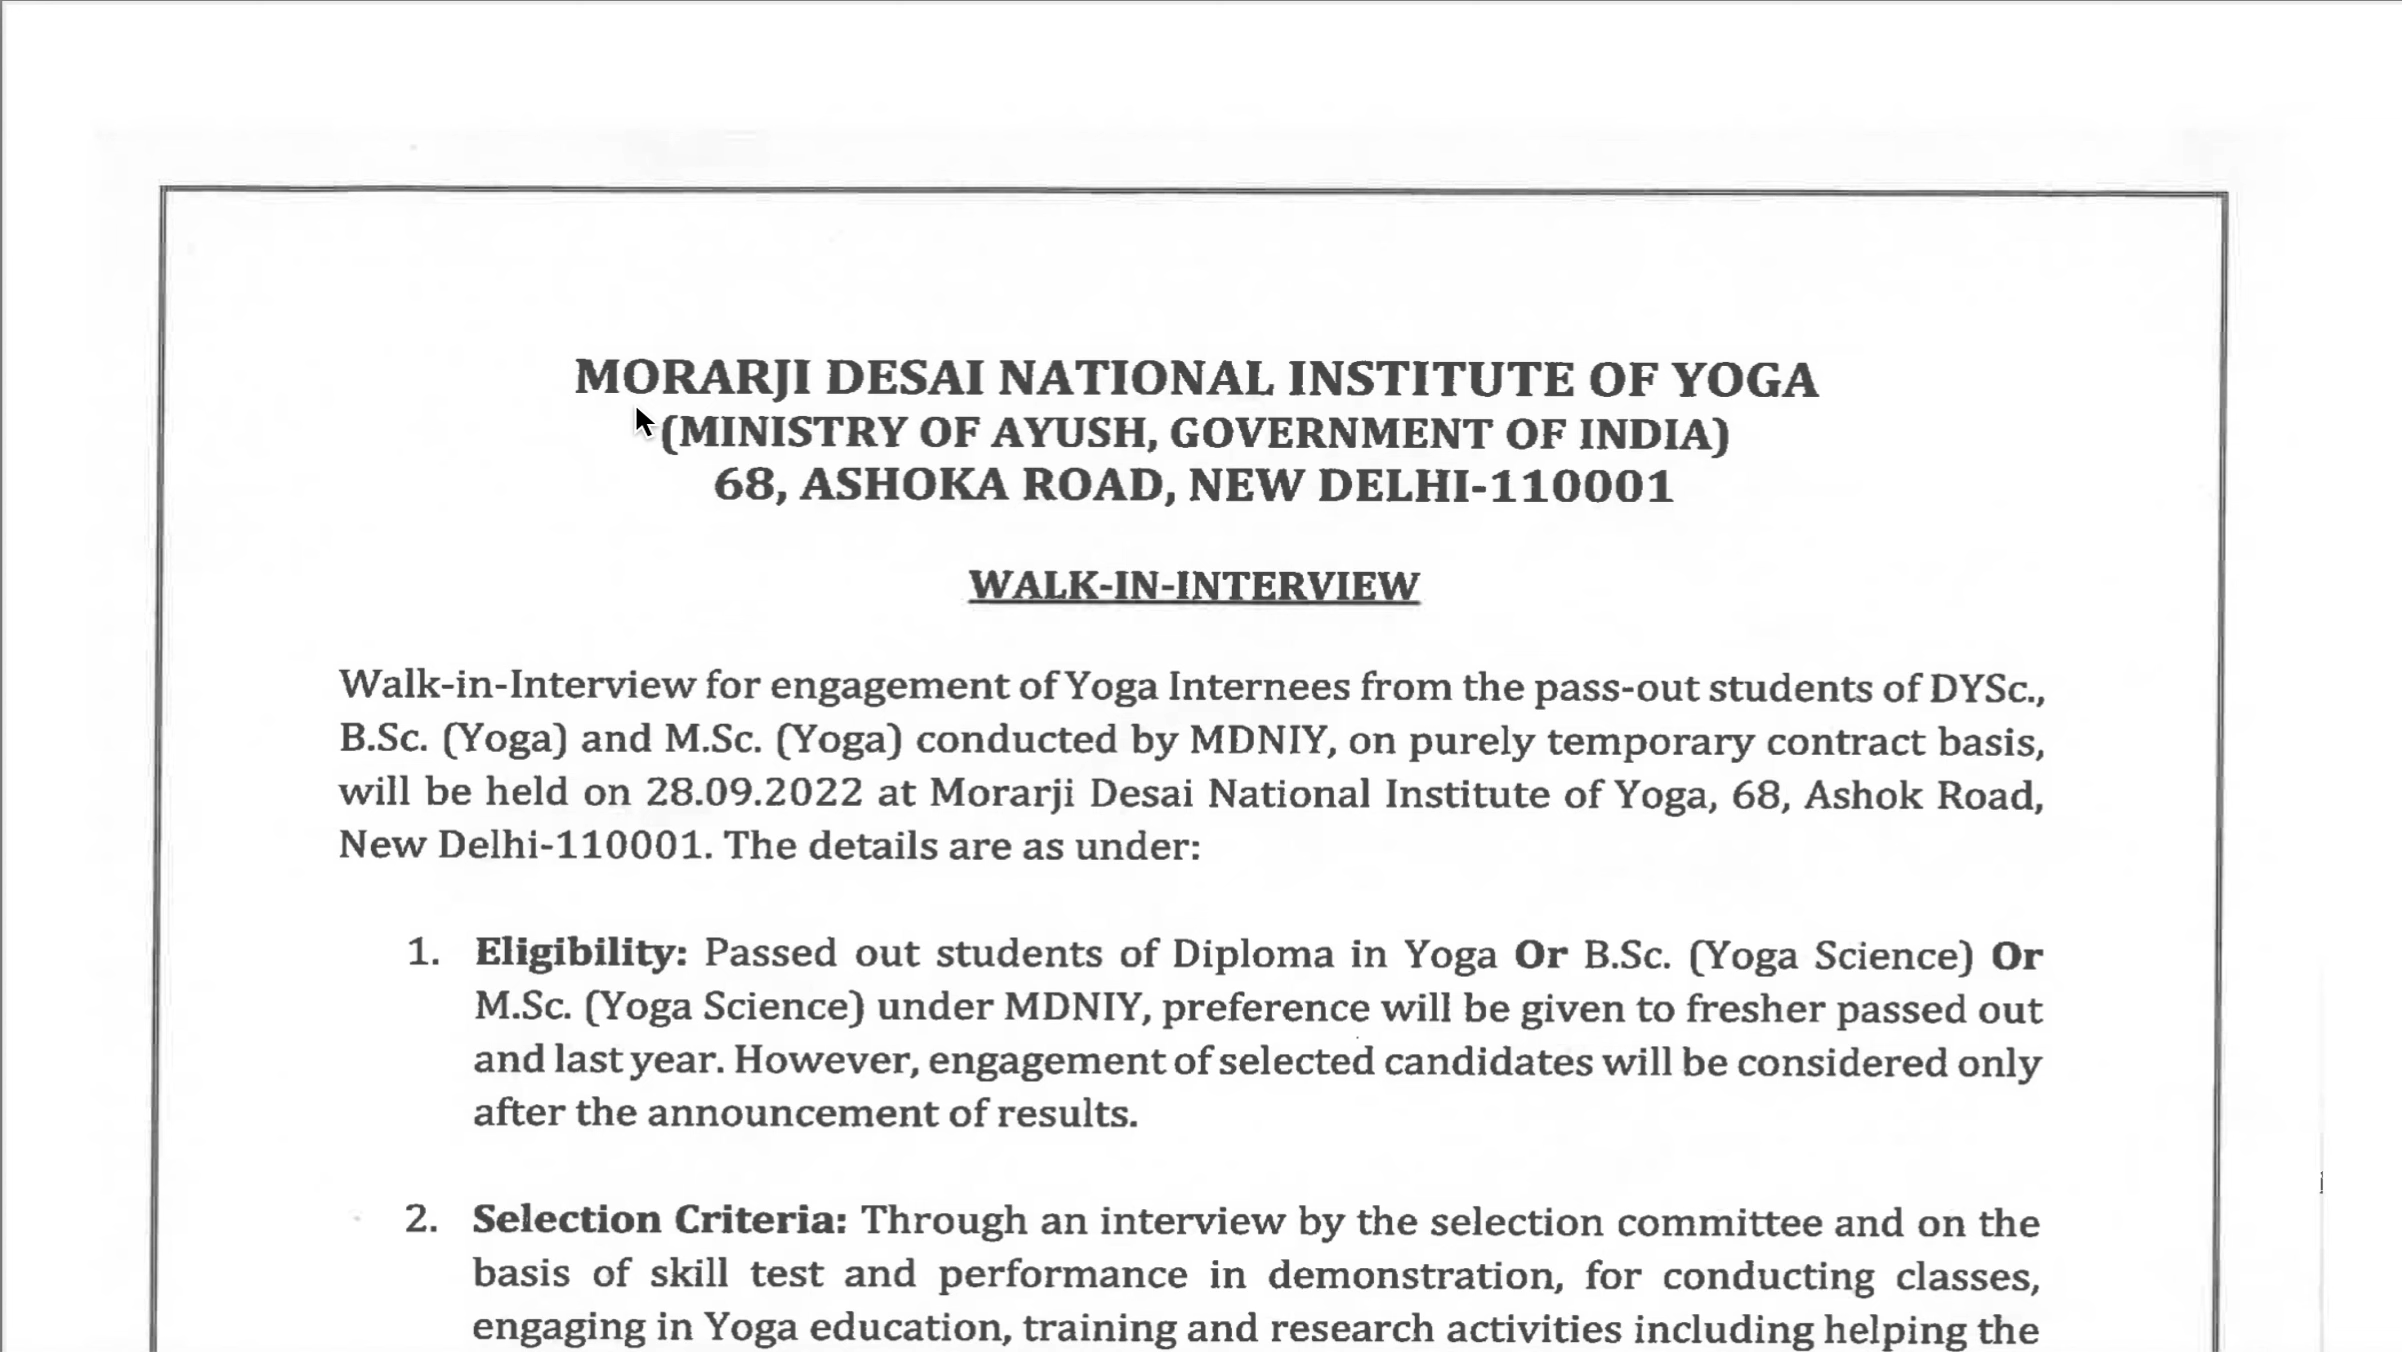 MORARJI DESAI NATIONAL INSTITUTE OF YOGA
(MINISTRY OF AYUSH, GOVERNMENT OF INDIA)
68, ASHOKA ROAD, NEW DELHI-110001
WALK-IN-INTERVIEW
Walk-in-Interview for engagement of Yoga Internees from the pass-out students of DYSc.,
B.Sc. (Yoga) and M.Sc. (Yoga) conducted by MDNIY, on purely temporary contract basis,
will be held on 28.09.2022 at Morarji Desai National Institute of Yoga, 68, Ashok Road,
New Delhi-110001. The details are as under:
1. Eligibility: Passed out students of Diploma in Yoga Or B.Sc. (Yoga Science) Or
M.Sc. (Yoga Science) under MDNIY, preference will be given to fresher passed out
and last year. However, engagement of selected candidates will be considered only
after the announcement of results.
2. Selection Criteria: Through an interview by the selection committee and on the
basis of skill test and performance in demonstration, for conducting classes,
engaging in Yoga education, training and research activities including helping the